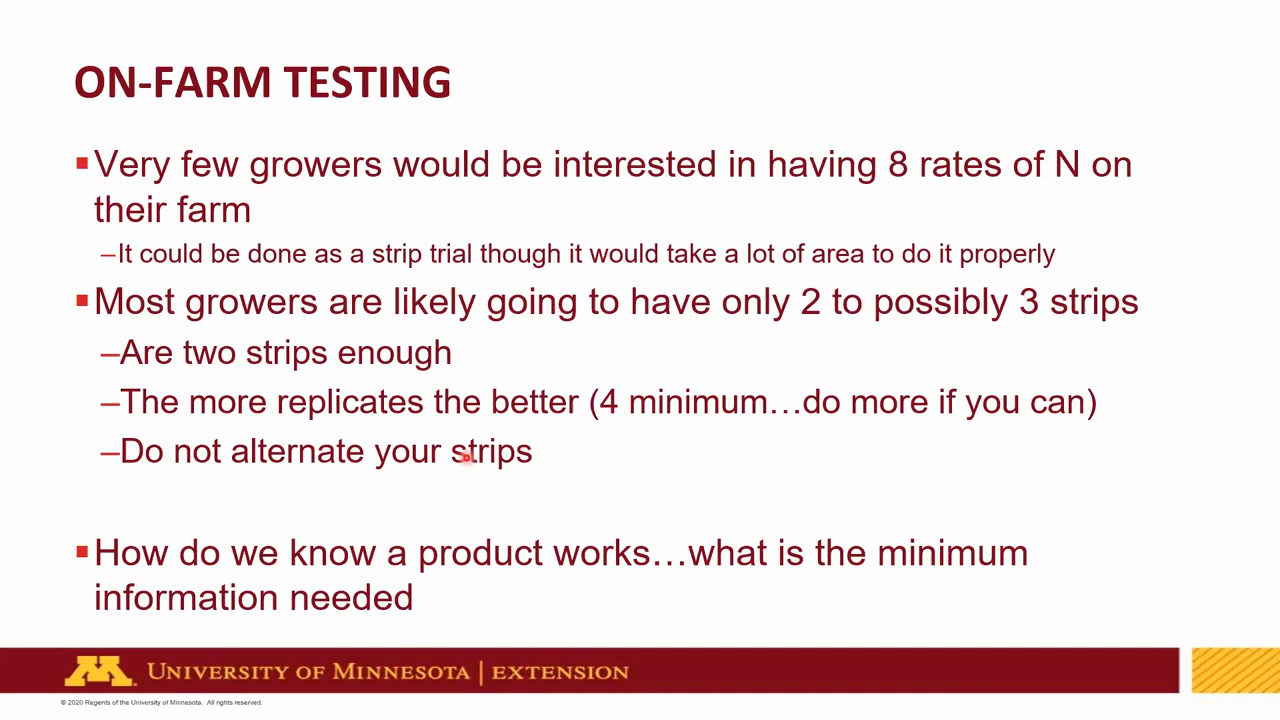 ON-FARM TESTING
▪Very few growers would be interested in having 8 rates of N on
their farm
–It could be done as a strip trial though it would take a lot of area to do it properly
▪Most growers are likely going to have only 2 to possibly 3 strips
–Are two strips enough
–The more replicates the better (4 minimum…do more if you can)
–Do not alternate your strips
▪How do we know a product works…what is the minimum
information needed
M UNIVERSITY OF MINNESOTA | EXTENSION
© 2020 Regents of the University of Minnesota. All rights reserved.